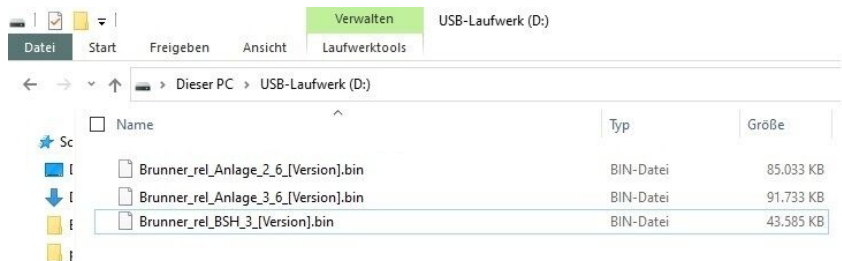 Verwalten USB-Laufwerk (D:)
Datei Start Freigeben Ansicht Laufwerktools
Dieser PC > USB-Laufwerk (D:)
Name Typ Größe
Brunner_rel_Anlage_2_6_[Version].bin BIN-Datei 85.033 KB
Brunner_rel_Anlage_3_6_[Version].bin BIN-Datei 91.733 KB
Brunner_rel_BSH_3_[Version].bin BIN-Datei 43.585 KB